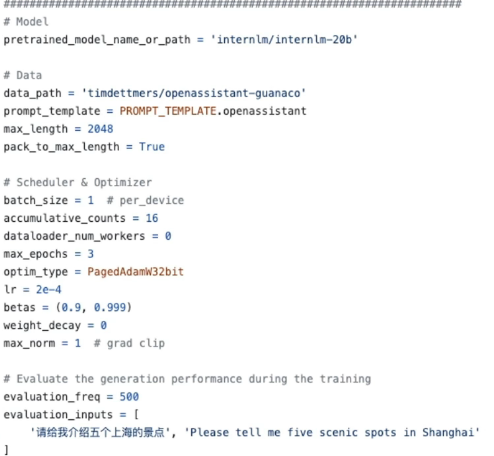 #######################################################################
# Model
pretrained_model_name_or_path = 'internlm/internlm-20b'
# Data
data_path = 'timdettmers/openassistant-guanaco'
prompt_template = PROMPT_TEMPLATE.openassistant
max_length = 2048
pack_to_max_length = True
# Scheduler & Optimizer
batch_size = 1  # per_device
accumulative_counts = 16
dataloader_num_workers = 0
max_epochs = 3
optim_type = PagedAdamW32bit
lr = 2e-4
betas = (0.9, 0.999)
weight_decay = 0
max_norm = 1  # grad clip
# Evaluate the generation performance during the training
evaluation_freq = 500
evaluation_inputs = [
    '请给我介绍五个上海的景点', 'Please tell me five scenic spots in Shanghai'
]